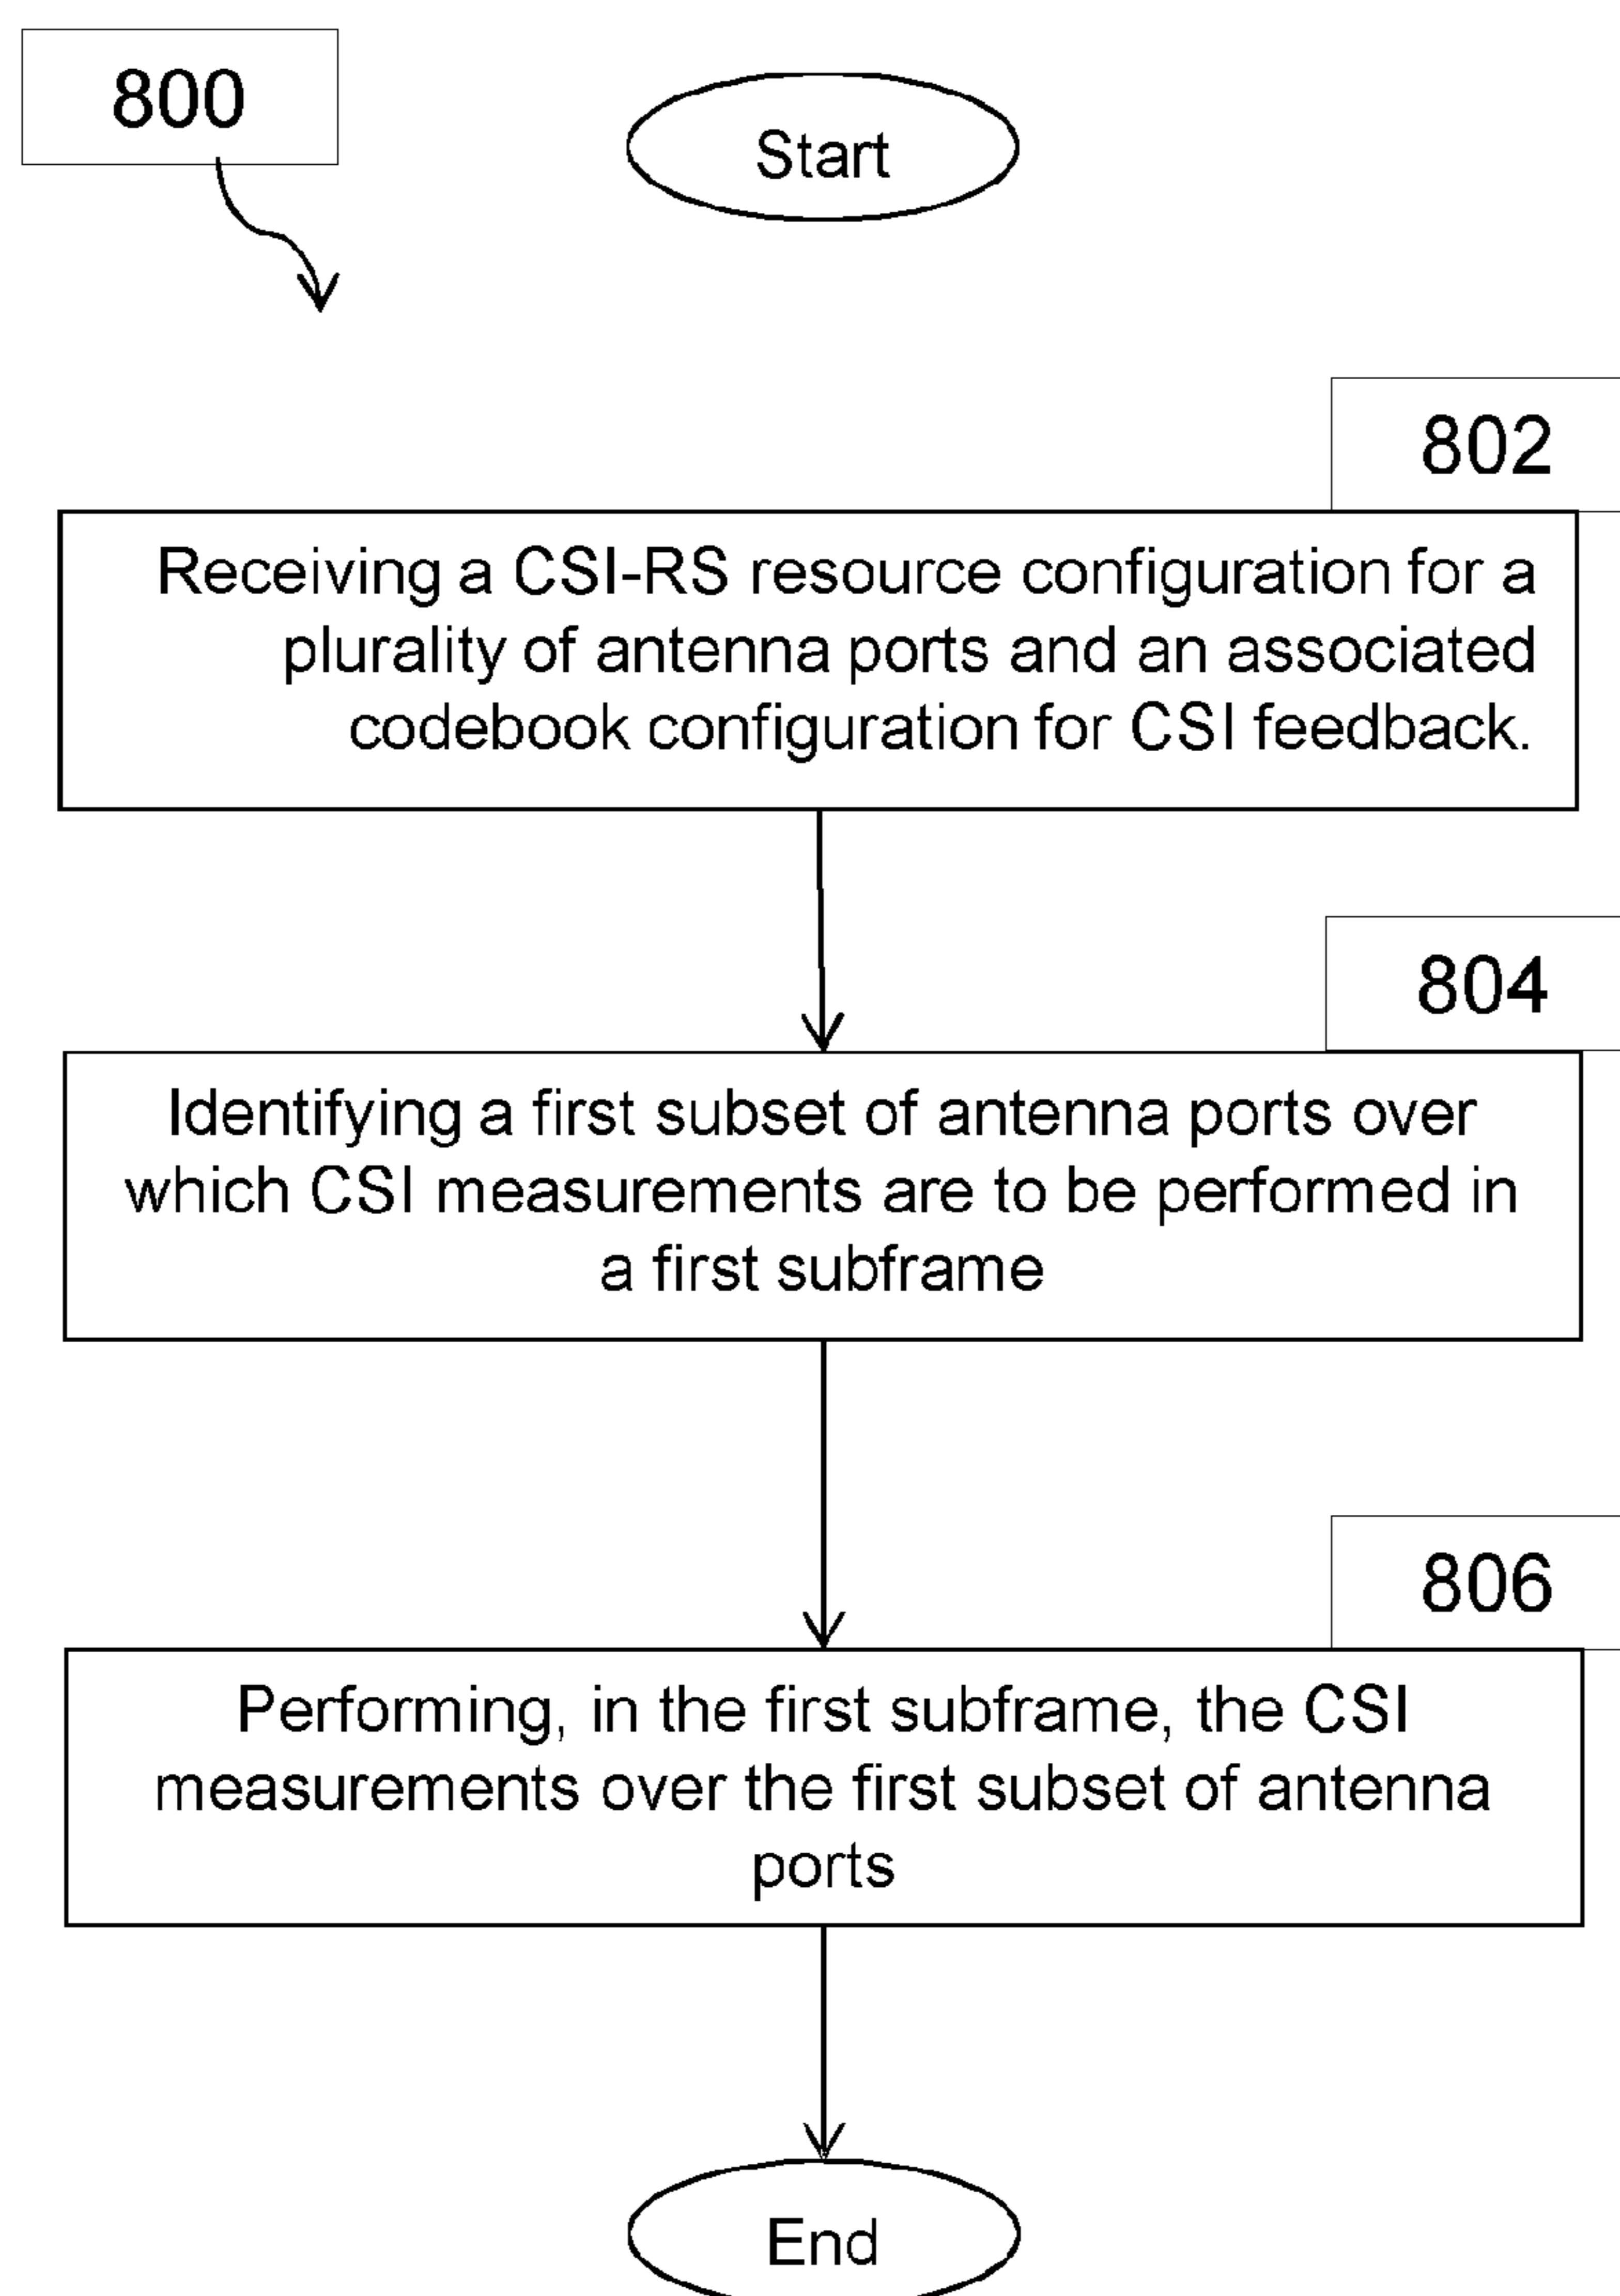 800
Start
802
Receiving a CSI-RS resource configuration for a
plurality of antenna ports and an associated
codebook configuration for CSI feedback.
804
Identifying a first subset of antenna ports over
which CSI measurements are to be performed in
a first subframe
806
Performing, in the first subframe, the CSI
measurements over the first subset of antenna
ports
End